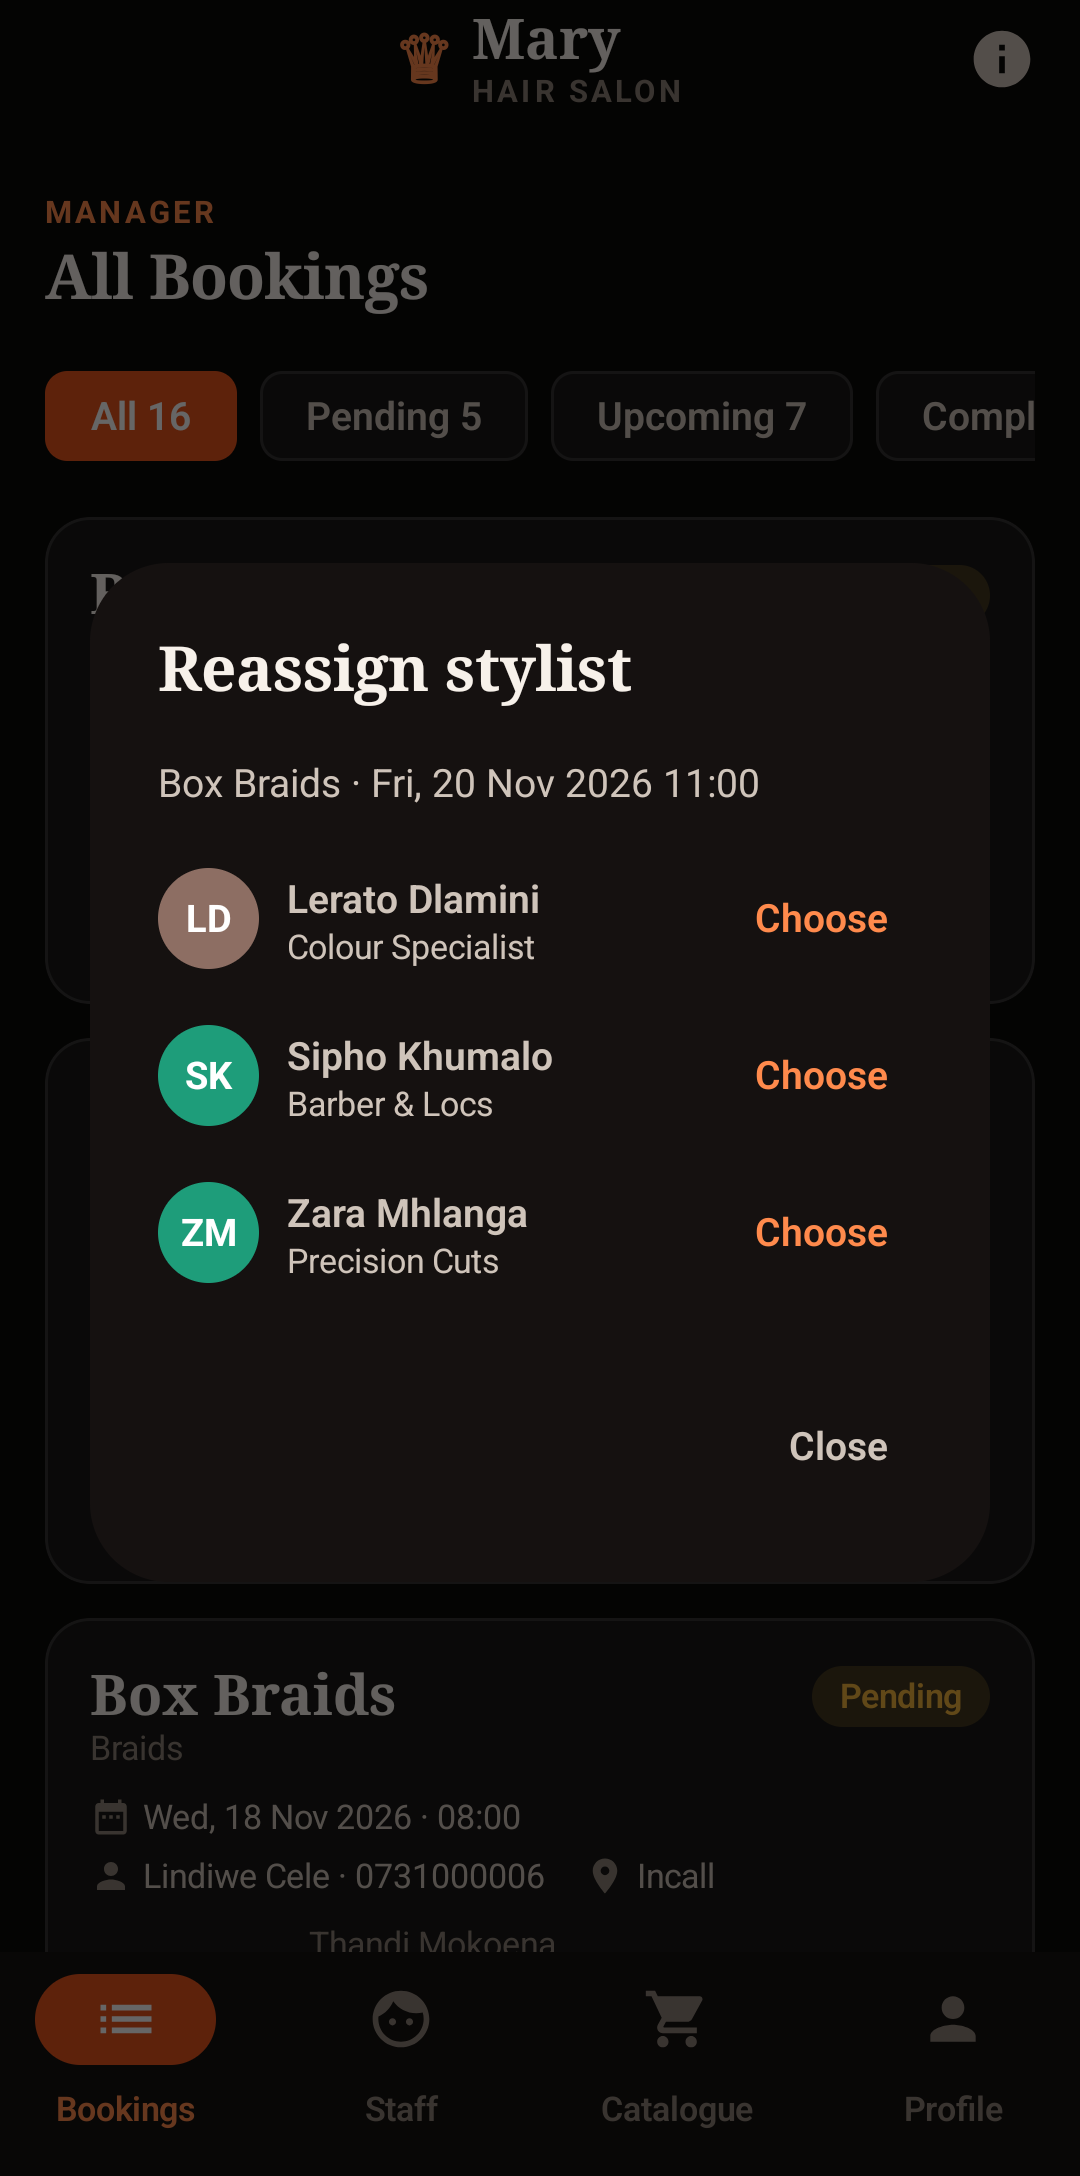 Mary
HAIR SALON
MANAGER
All Bookings
All 16
Pending 5
Upcoming 7
Compl
Reassign stylist
Box Braids · Fri, 20 Nov 2026 11:00
LD
Lerato Dlamini
Colour Specialist
Choose
SK
Sipho Khumalo
Barber & Locs
Choose
ZM
Zara Mhlanga
Precision Cuts
Choose
Close
Box Braids
Pending
Braids
Wed, 18 Nov 2026 · 08:00
Lindiwe Cele · 0731000006
Incall
Thandi Mokoena
Bookings
Staff
Catalogue
Profile